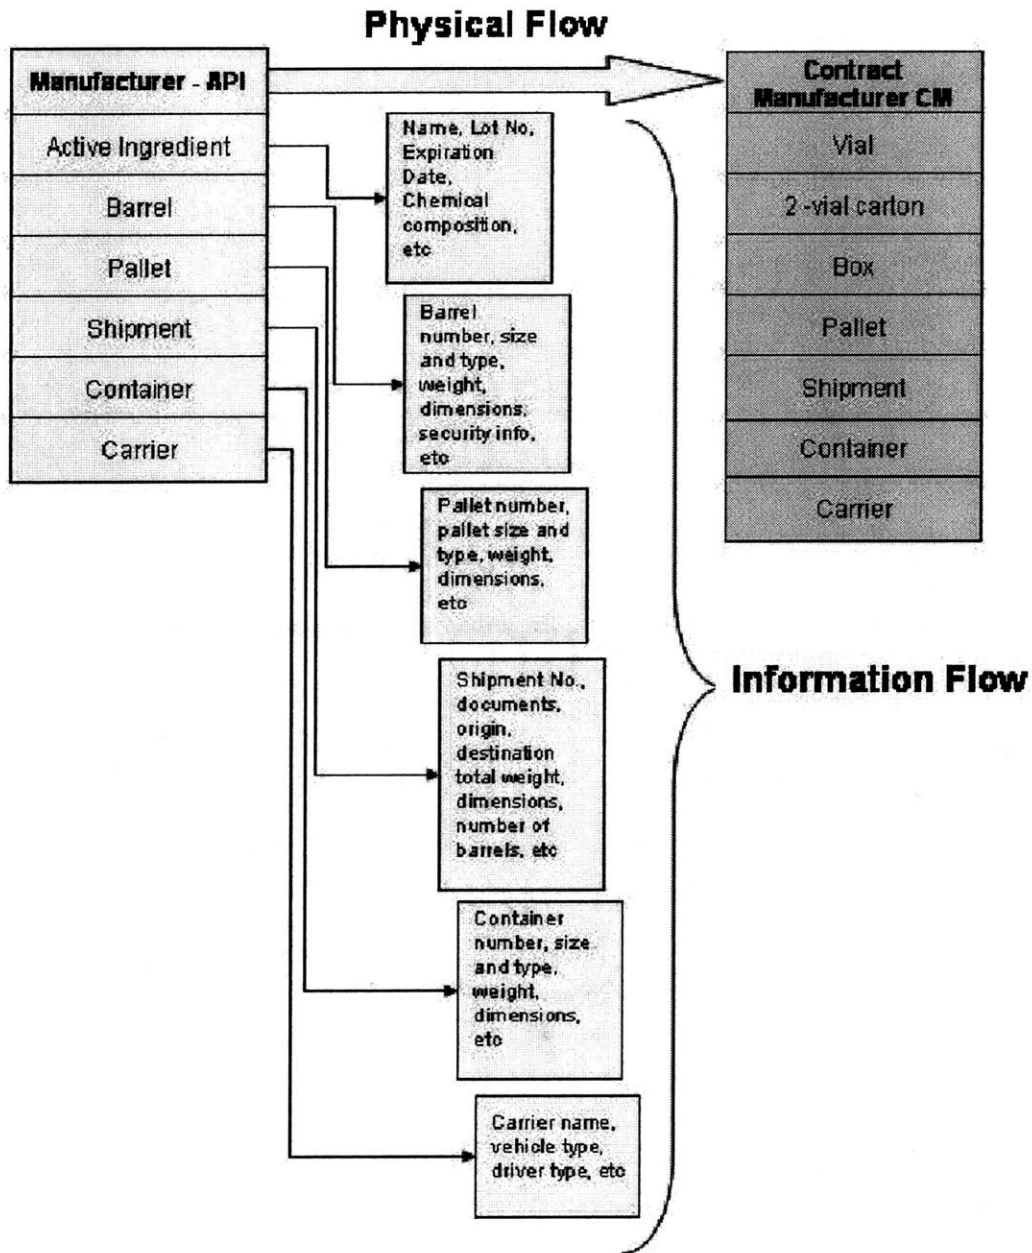 Physical Flow
Manufacturer - API
Active Ingredient
Barrel
Pallet
Shipment
Container
Carrier
Name, Lot No,
Expiration
Date,
Chemical
composition,
etc
Barrel
number, size
and type,
weight,
dimensions,
security info,
etc
Pallet number,
pallet size and
type, weight,
dimensions,
etc
Shipment No.,
documents,
origin,
destination
total weight,
dimensions,
number of
barrels, etc
Container
number, size
and type,
weight,
dimensions,
etc
Carrier name,
vehicle type,
driver type, etc
Contract
Manufacturer CM
Vial
2-vial carton
Box
Pallet
Shipment
Container
Carrier
Information Flow